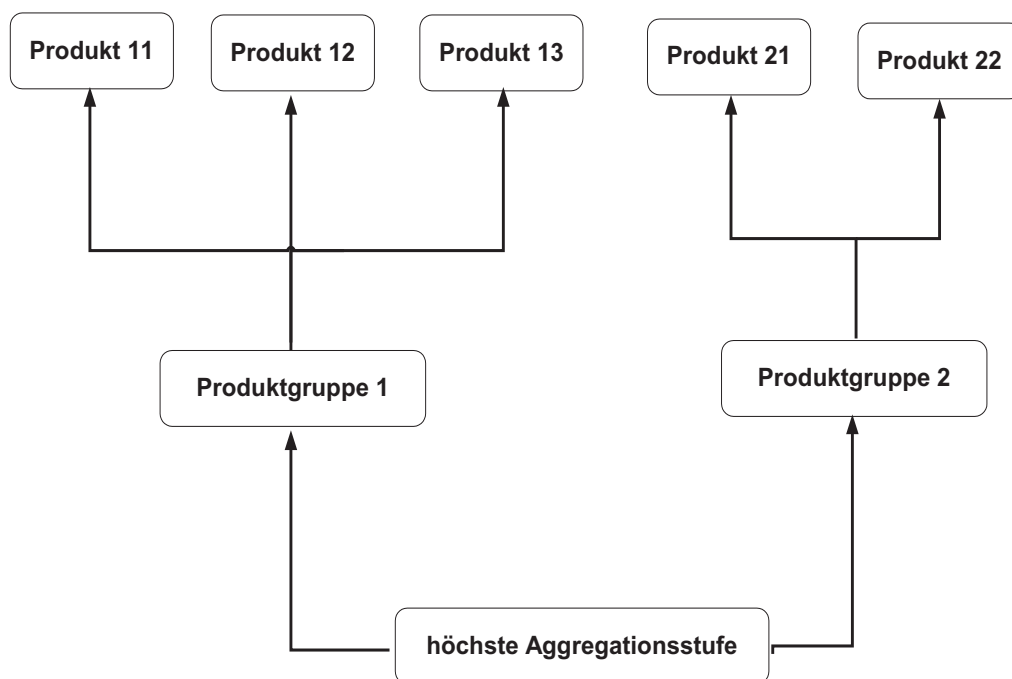 Produkt 11
Produkt 12
Produkt 13
Produkt 21
Produkt 22
Produktgruppe 1
Produktgruppe 2
höchste Aggregationsstufe